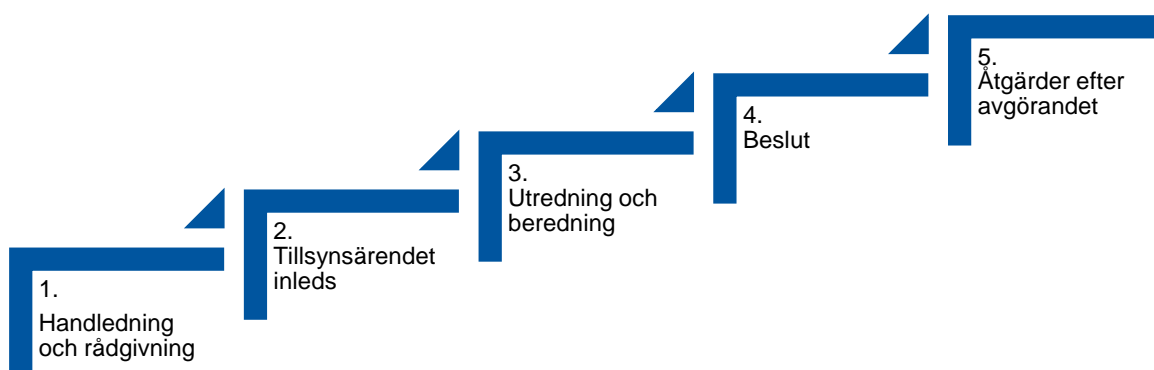 1.
Handledning
och rådgivning
2.
Tillsynsärendet
inleds
3.
Utredning och
beredning
4.
Beslut
5.
Åtgärder efter
avgörandet